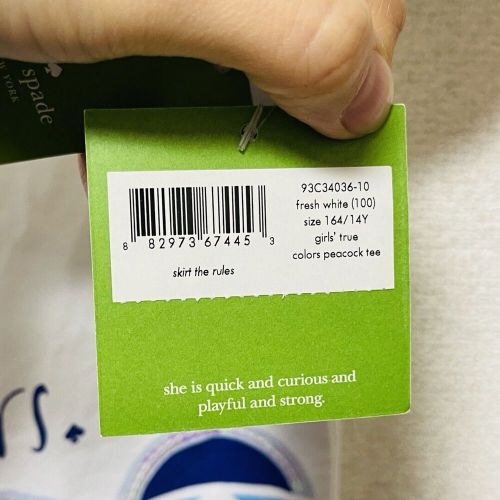 spade
NEW YORK
93C34036-10
fresh white (100)
size 164/14Y
girls' true
colors peacock tee
8 82973 67445 3
skirt the rules
she is quick and curious and
playful and strong.
rs.